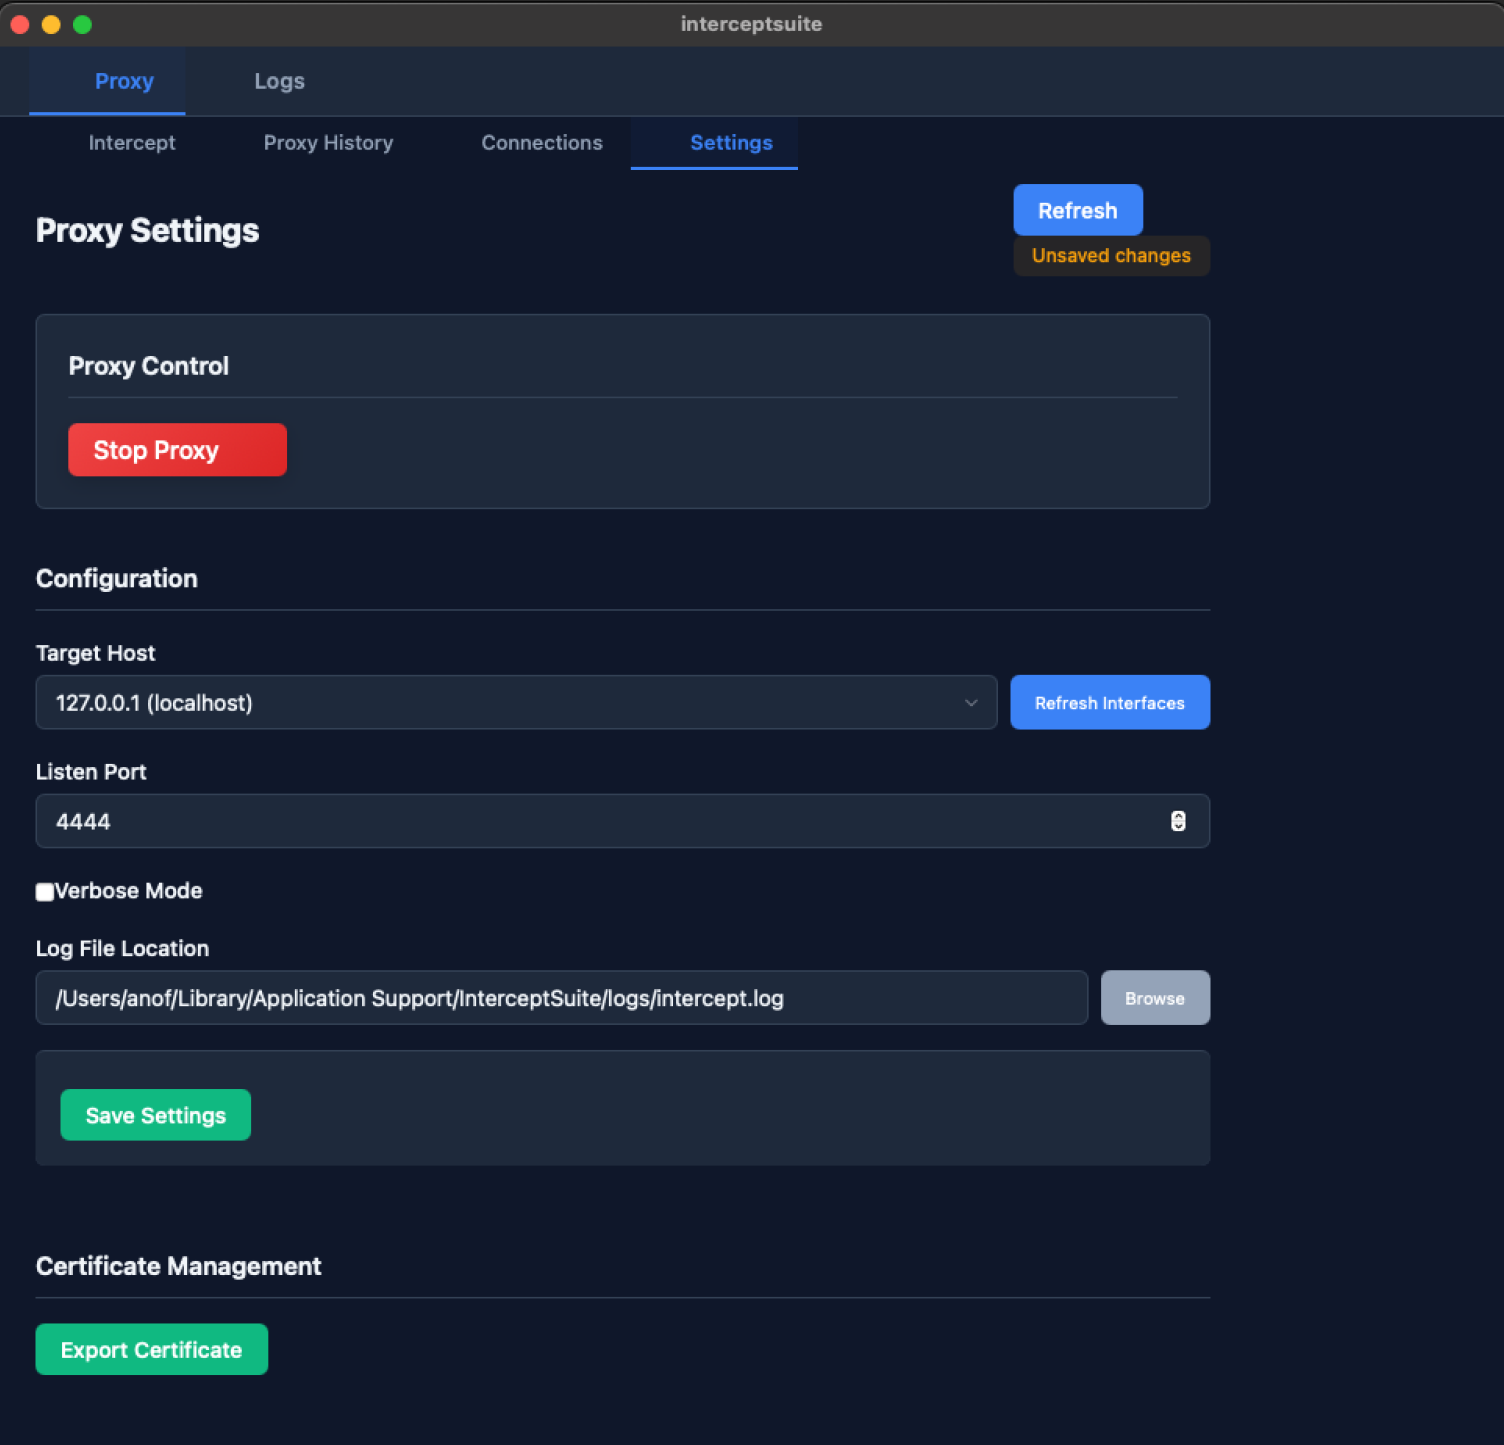 interceptsuite
Proxy Logs
Intercept Proxy History Connections Settings
Proxy Settings
Refresh
Unsaved changes
Proxy Control
Stop Proxy
Configuration
Target Host
127.0.0.1 (localhost) Refresh Interfaces
Listen Port
4444
Verbose Mode
Log File Location
/Users/anof/Library/Application Support/InterceptSuite/logs/intercept.log Browse
Save Settings
Certificate Management
Export Certificate